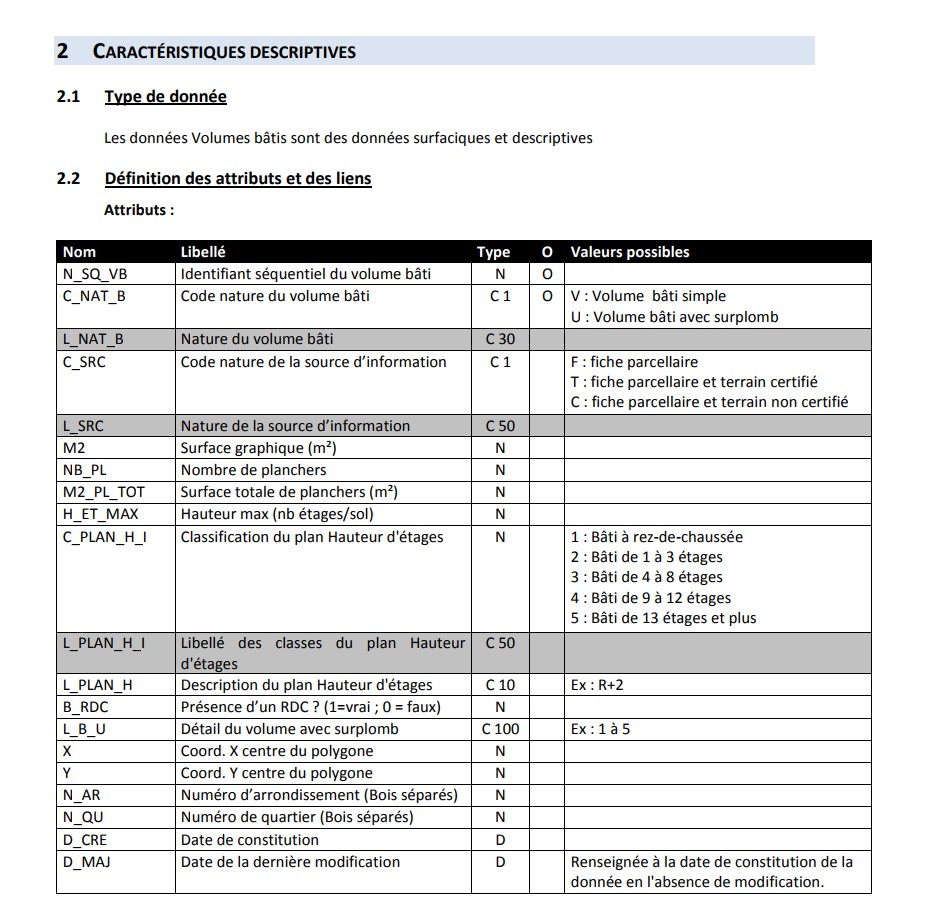 2 CARACTÉRISTIQUES DESCRIPTIVES
2.1 Type de donnée
Les données Volumes bâtis sont des données surfaciques et descriptives
2.2 Définition des attributs et des liens
Attributs :
Nom Libellé Type O Valeurs possibles
N_SQ_VB Identifiant séquentiel du volume bâti N O
C_NAT_B Code nature du volume bâti C 1 O V : Volume bâti simple
U : Volume bâti avec surplomb
L_NAT_B Nature du volume bâti C 30
C_SRC Code nature de la source d’information C 1 F : fiche parcellaire
T : fiche parcellaire et terrain certifié
C : fiche parcellaire et terrain non certifié
L_SRC Nature de la source d’information C 50
M2 Surface graphique (m²) N
NB_PL Nombre de planchers N
M2_PL_TOT Surface totale de planchers (m²) N
H_ET_MAX Hauteur max (nb étages/sol) N
C_PLAN_H_I Classification du plan Hauteur d'étages N 1 : Bâti à rez-de-chaussée
2 : Bâti de 1 à 3 étages
3 : Bâti de 4 à 8 étages
4 : Bâti de 9 à 12 étages
5 : Bâti de 13 étages et plus
L_PLAN_H_I Libellé des classes du plan Hauteur C 50
d'étages
L_PLAN_H Description du plan Hauteur d'étages C 10 Ex : R+2
B_RDC Présence d’un RDC ? (1=vrai ; 0 = faux) N
L_B_U Détail du volume avec surplomb C 100 Ex : 1 à 5
X Coord. X centre du polygone N
Y Coord. Y centre du polygone N
N_AR Numéro d’arrondissement (Bois séparés) N
N_QU Numéro de quartier (Bois séparés) N
D_CRE Date de constitution D
D_MAJ Date de la dernière modification D Renseignée à la date de constitution de la
donnée en l'absence de modification.